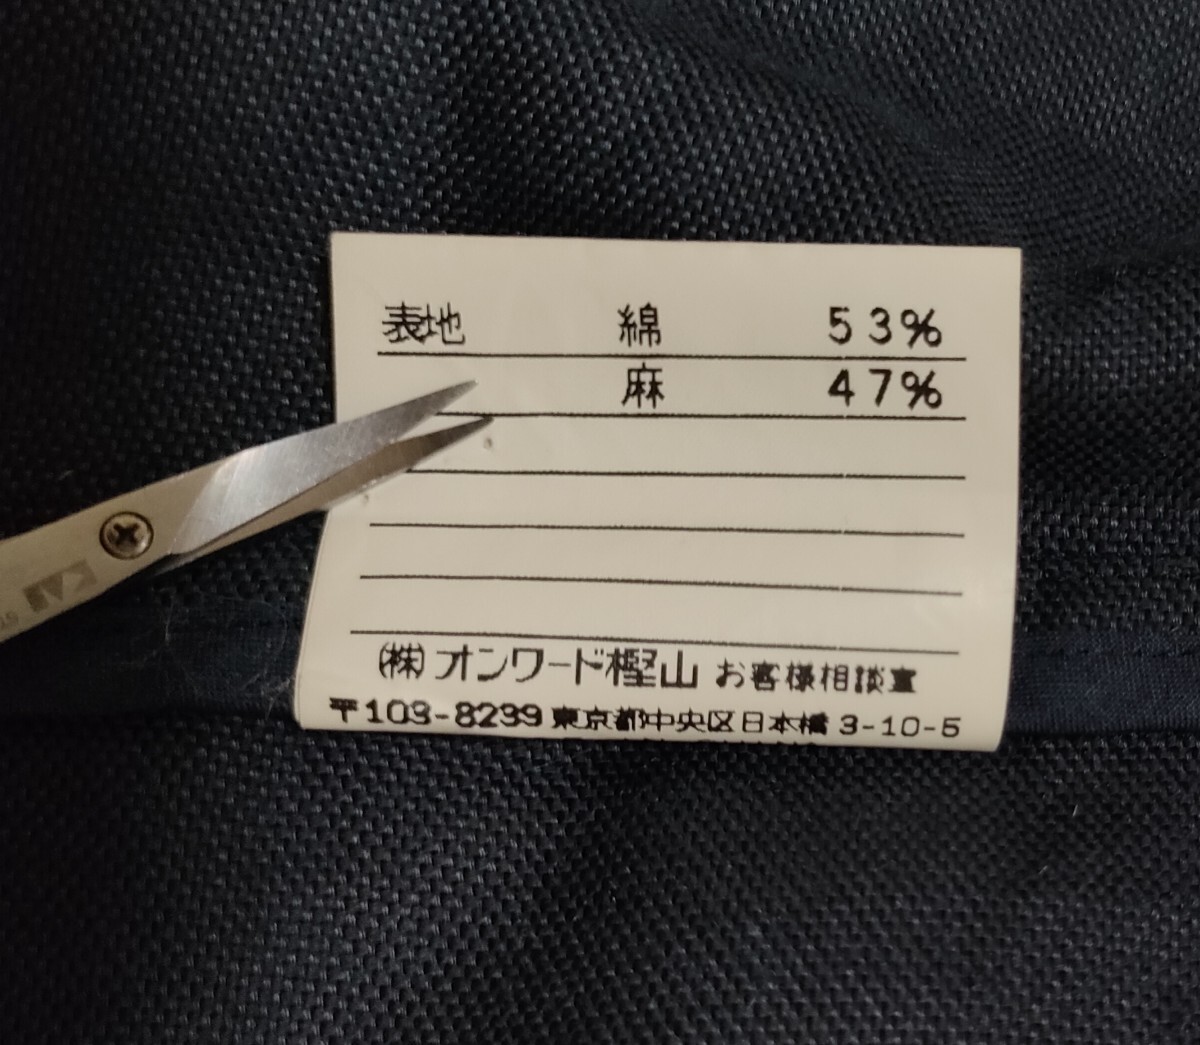 表地 綿 53%
麻 47%
KAI
(株)オンワード樫山 お客様相談室
〒103-8239 東京都中央区日本橋 3-10-5